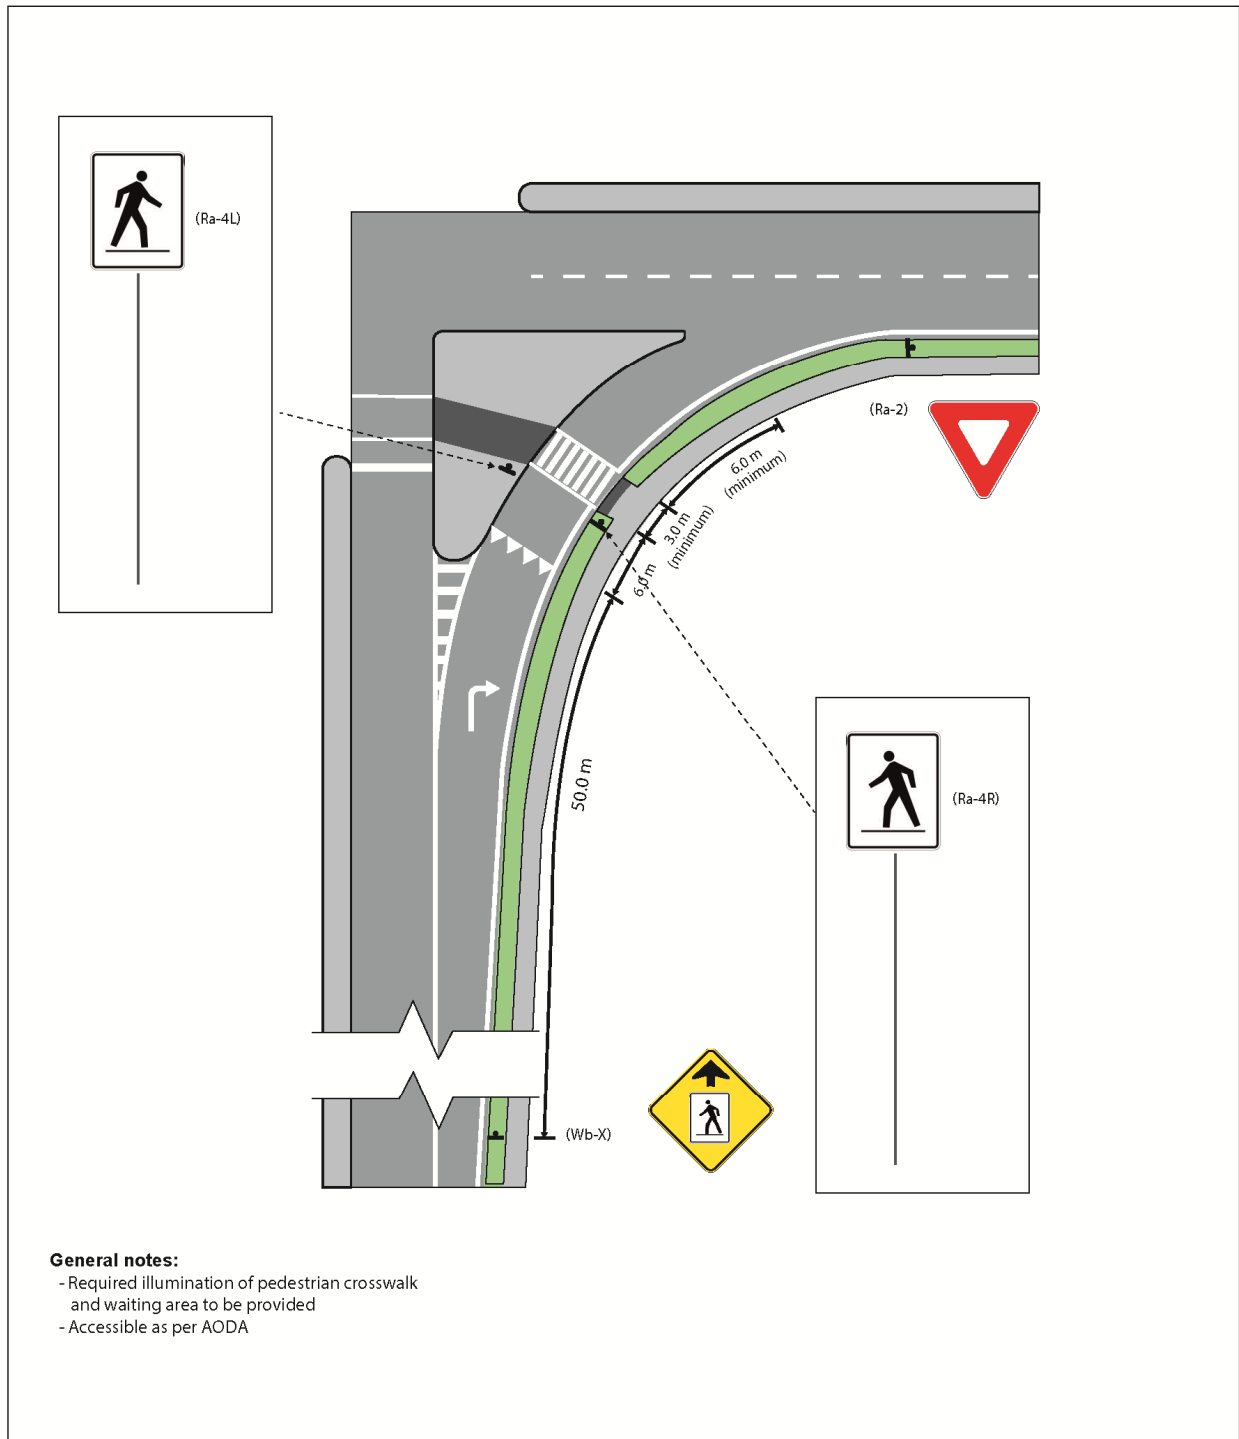 (Ra-4L)
(Ra-2)
6.0 m
(minimum)
3.0 m
(minimum)
6.0 m
50.0 m
(Ra-4R)
(Wb-X)
General notes:
- Required illumination of pedestrian crosswalk
and waiting area to be provided
- Accessible as per AODA